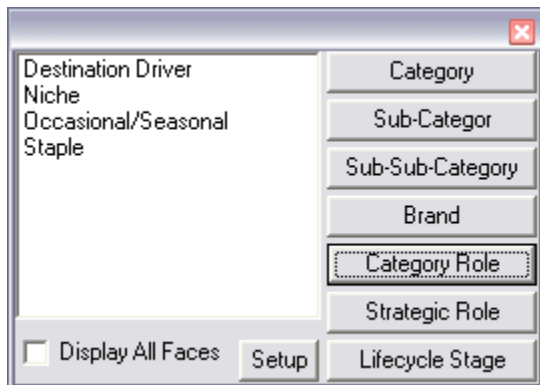 Destination Driver
Niche
Occasional/Seasonal
Staple
Category
Sub-Categor
Sub-Sub-Category
Brand
Category Role
Strategic Role
Lifecycle Stage
Display All Faces
Setup